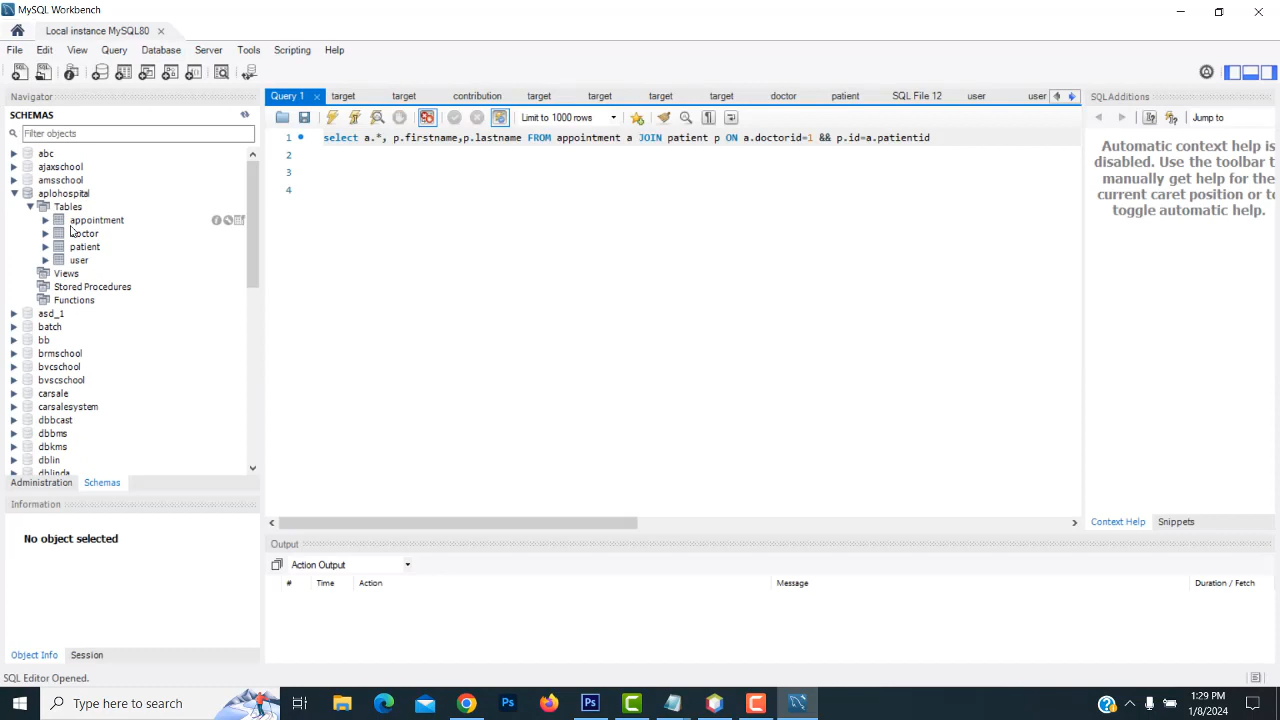 MySQL Workbench
Local instance MySQL80
File Edit View Query Database Server Tools Scripting Help
Navigator
SCHEMAS
Filter objects
abc
ajaxschool
amsschool
aplohospital
Tables
appointment
doctor
patient
user
Views
Stored Procedures
Functions
asd_1
batch
bb
brmschool
bvcschool
bvscschool
carsale
carsalesystem
dbbcast
dbbms
dbkms
dblin
dblinda
Administration Schemas
Information
No object selected
Object Info Session
SQL Editor Opened.
Query 1 target target contribution target target target target doctor patient SQL File 12 user user
Limit to 1000 rows
1 select a.*, p.firstname,p.lastname FROM appointment a JOIN patient p ON a.doctorid=1 && p.id=a.patientid
2
3
4
Output
Action Output
# Time Action Message Duration / Fetch
SQLAdditions
Jump to
Automatic context help is
disabled. Use the toolbar t
manually get help for the
current caret position or to
toggle automatic help.
Context Help Snippets
Type here to search
Ps
Ps
1:29 PM
1/8/2024